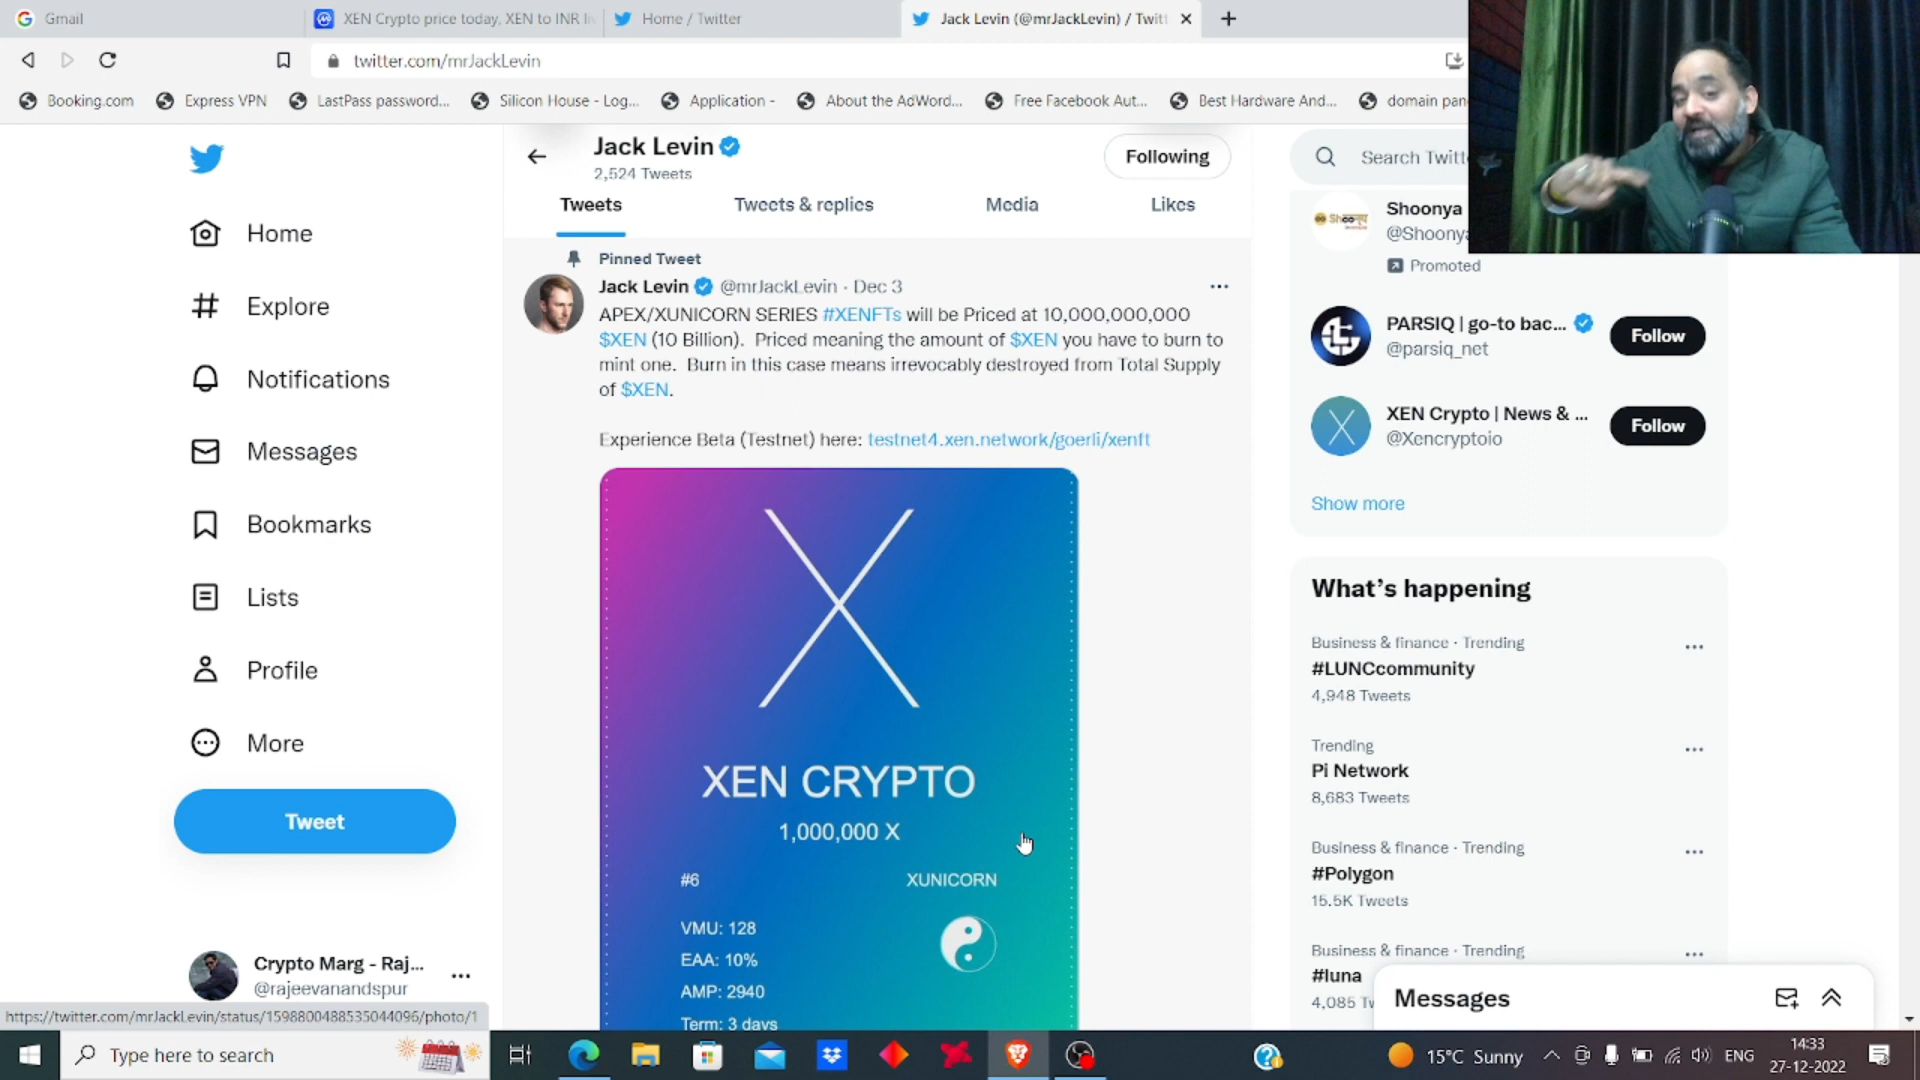 Gmail
XEN Crypto price today, XEN to INR li
Home / Twitter
Jack Levin (@mrJackLevin) / Twitt
twitter.com/mrJackLevin
Booking.com
Express VPN
LastPass password...
Silicon House - Log...
Application -
About the AdWord...
Free Facebook Aut...
Best Hardware And...
domain pan
Home
Explore
Notifications
Messages
Bookmarks
Lists
Profile
More
Tweet
Crypto Marg - Raj...
@rajeevanandspur
https://twitter.com/mrJackLevin/status/1598800488535044096/photo/1
Jack Levin
2,524 Tweets
Following
Tweets
Tweets & replies
Media
Likes
Pinned Tweet
Jack Levin @mrJackLevin · Dec 3
APEX/XUNICORN SERIES #XENFTs will be Priced at 10,000,000,000
$XEN (10 Billion). Priced meaning the amount of $XEN you have to burn to
mint one. Burn in this case means irrevocably destroyed from Total Supply
of $XEN.
Experience Beta (Testnet) here: testnet4.xen.network/goerli/xenft
XEN CRYPTO
1,000,000 X
#6
XUNICORN
VMU: 128
EAA: 10%
AMP: 2940
Term: 3 days
Search Twitt
Shoonya
@Shoonya
Promoted
PARSIQ | go-to bac...
@parsiq_net
Follow
XEN Crypto | News & ...
@Xencryptoio
Follow
Show more
What's happening
Business & finance · Trending
#LUNCcommunity
4,948 Tweets
Trending
Pi Network
8,683 Tweets
Business & finance · Trending
#Polygon
15.5K Tweets
Business & finance · Trending
#luna
4,085 Tw
Messages
Type here to search
15°C Sunny
ENG
14:33
27-12-2022